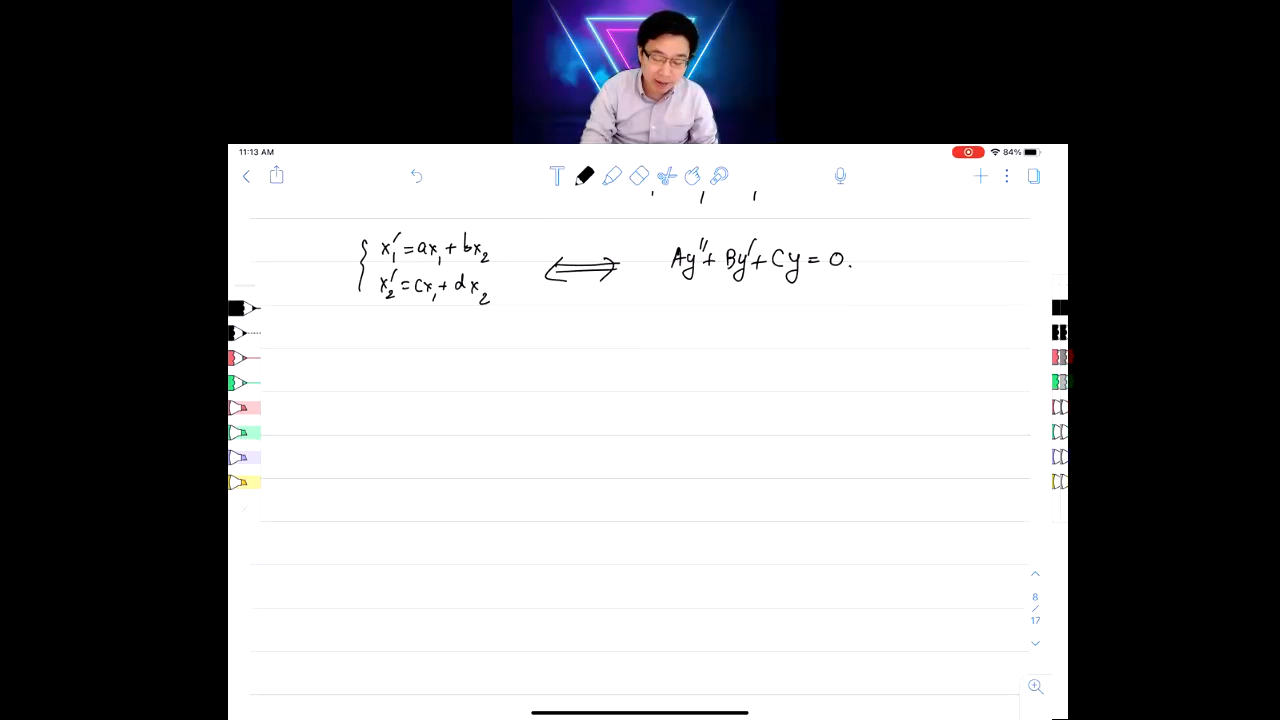 11:13 AM
84%
T
x₁′ = ax₁ + bx₂ ⟺ Ay″ + By′ + Cy = 0.
x₂′ = cx₁ + dx₂
8
/
17